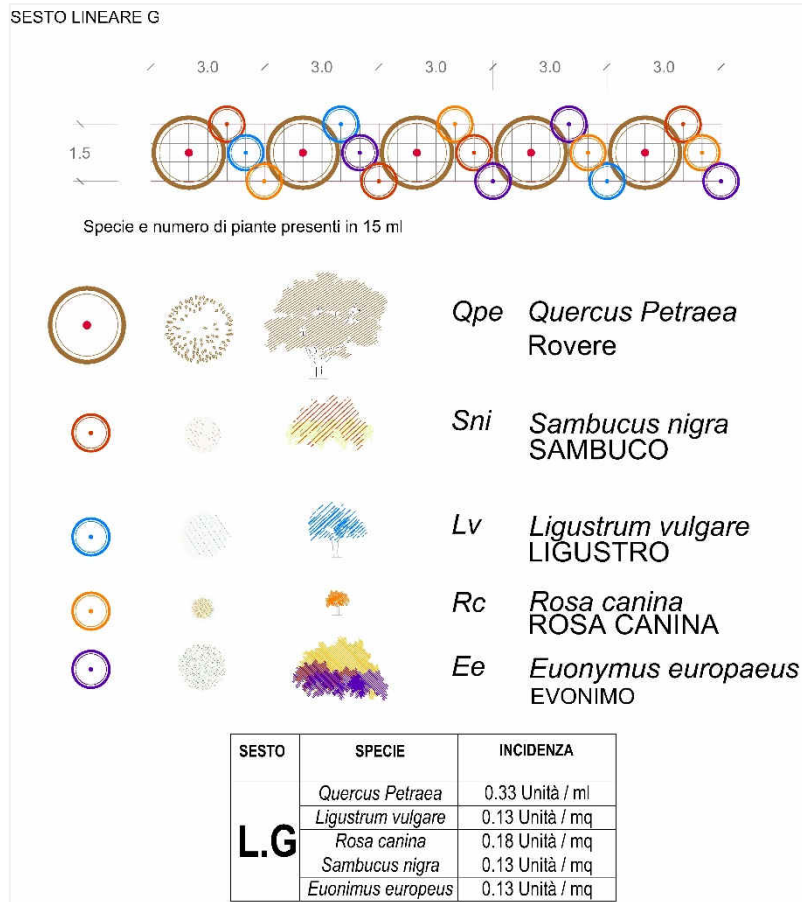 SESTO LINEARE G
3.0 3.0 3.0 3.0 3.0
1.5
Specie e numero di piante presenti in 15 ml
Qpe Quercus Petraea
Rovere
Sni Sambucus nigra
SAMBUCO
Lv Ligustrum vulgare
LIGUSTRO
Rc Rosa canina
ROSA CANINA
Ee Euonymus europaeus
EVONIMO
SESTO SPECIE INCIDENZA
L.G
Quercus Petraea 0.33 Unità / ml
Ligustrum vulgare 0.13 Unità / mq
Rosa canina 0.18 Unità / mq
Sambucus nigra 0.13 Unità / mq
Euonimus europeus 0.13 Unità / mq